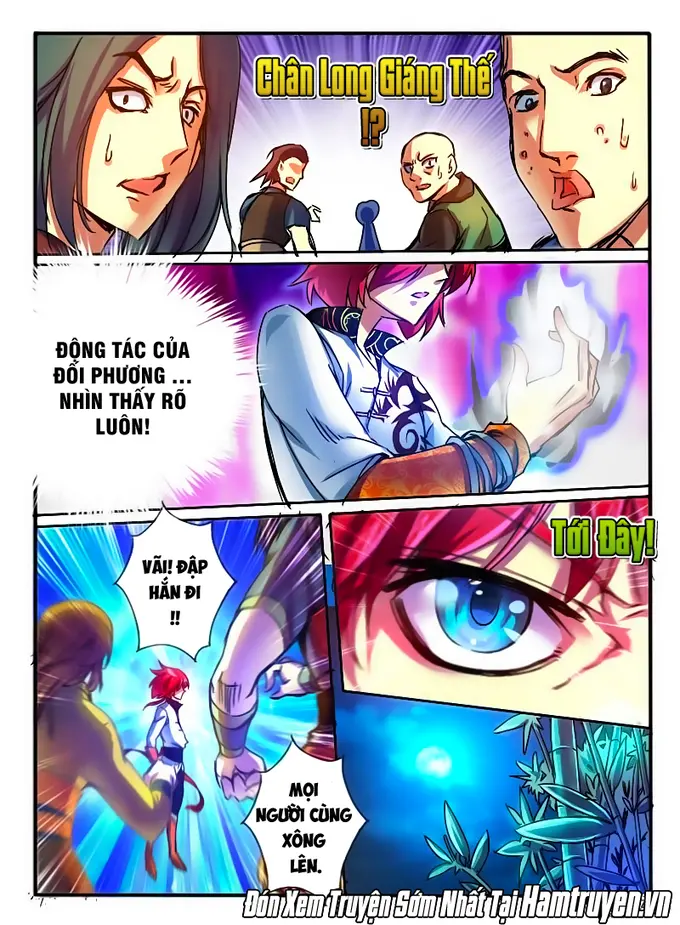 Chân Long Giáng Thế
!?
ĐỘNG TÁC CỦA
ĐỐI PHƯƠNG ...
NHÌN THẤY RÕ
LUÔN!
Tới Đây!
VÃI! ĐẬP
HẮN ĐI
!!
MỌI
NGƯỜI CÙNG
XÔNG
LÊN.
Đón Xem Truyện Sớm Nhất Tại Hamtruyen.vn